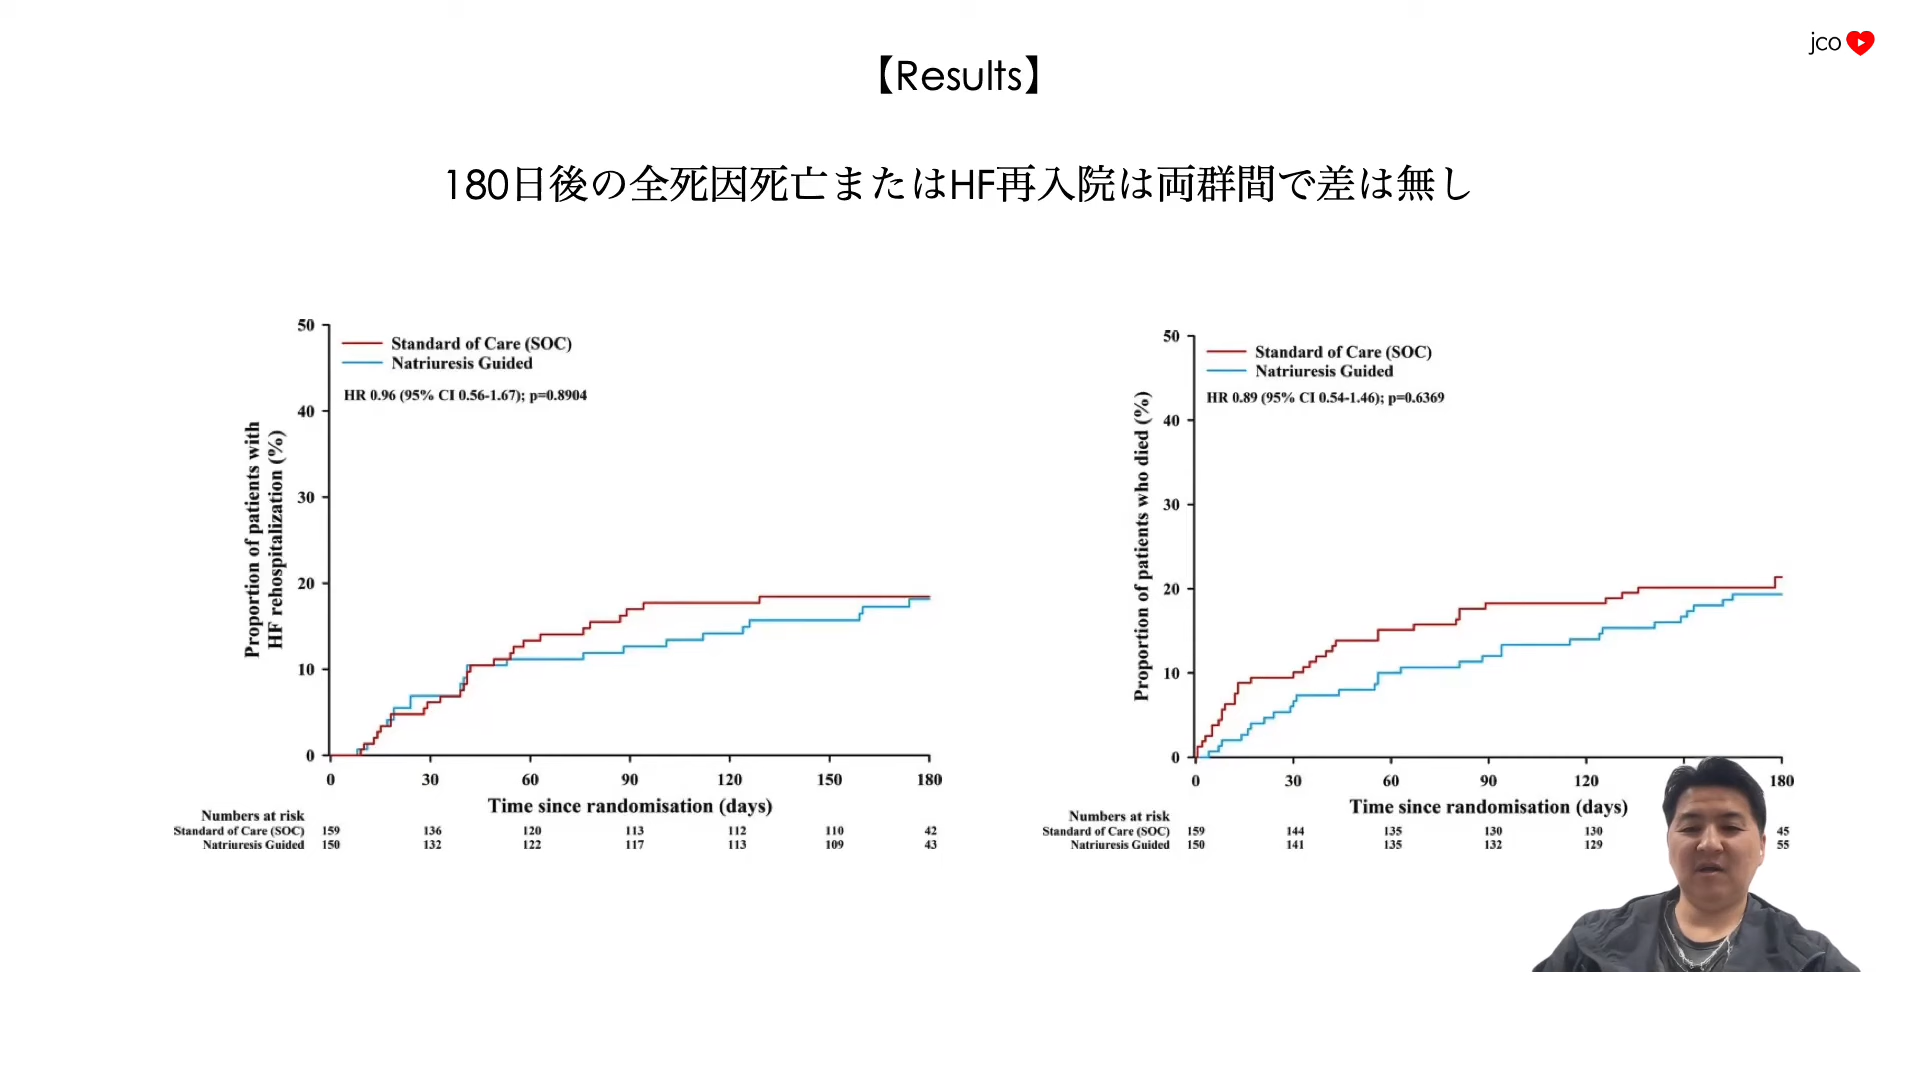 jco
【Results】
180日後の全死因死亡またはHF再入院は両群間で差は無し
50
40
30
20
10
0
Proportion of patients with
HF rehospitalization (%)
Standard of Care (SOC)
Natriuresis Guided
HR 0.96 (95% CI 0.56-1.67); p=0.8904
0 30 60 90 120 150 180
Time since randomisation (days)
Numbers at risk
Standard of Care (SOC) 159 136 120 113 112 110 42
Natriuresis Guided 150 132 122 117 113 109 43
50
40
30
20
10
0
Proportion of patients who died (%)
Standard of Care (SOC)
Natriuresis Guided
HR 0.89 (95% CI 0.54-1.46); p=0.6369
0 30 60 90 120 180
Time since randomisation (days)
Numbers at risk
Standard of Care (SOC) 159 144 135 130 130 45
Natriuresis Guided 150 141 135 132 129 55